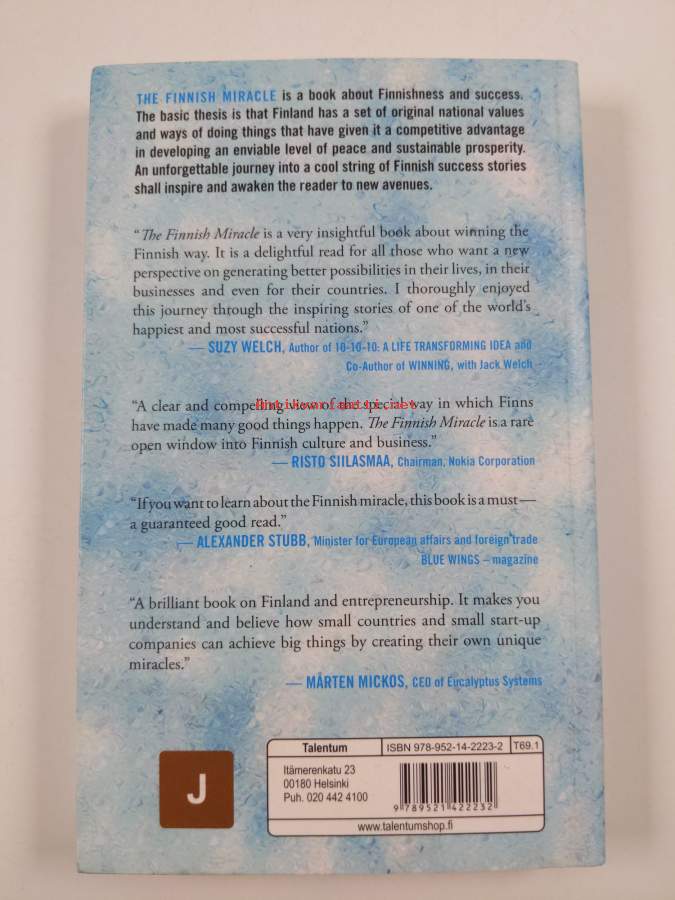 THE FINNISH MIRACLE is a book about Finnishness and success.
The basic thesis is that Finland has a set of original national values
and ways of doing things that have given it a competitive advantage
in developing an enviable level of peace and sustainable prosperity.
An unforgettable journey into a cool string of Finnish success stories
shall inspire and awaken the reader to new avenues.
“The Finnish Miracle is a very insightful book about winning the
Finnish way. It is a delightful read for all those who want a new
perspective on generating better possibilities in their lives, in their
businesses and even for their countries. I thoroughly enjoyed
this journey through the inspiring stories of one of the world’s
happiest and most successful nations.”
— SUZY WELCH, Author of 10-10-10: A LIFE TRANSFORMING IDEA and
Co-Author of WINNING, with Jack Welch
“A clear and compelling view of the special way in which Finns
Antikvariaatti.net
have made many good things happen. The Finnish Miracle is a rare
open window into Finnish culture and business.”
— RISTO SIILASMAA, Chairman, Nokia Corporation
“If you want to learn about the Finnish miracle, this book is a must—
a guaranteed good read.”
— ALEXANDER STUBB, Minister for European affairs and foreign trade
BLUE WINGS – magazine
“A brilliant book on Finland and entrepreneurship. It makes you
understand and believe how small countries and small start-up
companies can achieve big things by creating their own unique
miracles.”
— MÅRTEN MICKOS, CEO of Eucalyptus Systems
J
Talentum ISBN 978-952-14-2223-2 T69.1
Itämerenkatu 23
00180 Helsinki
Puh. 020 442 4100
9 789521 422232
www.talentumshop.fi